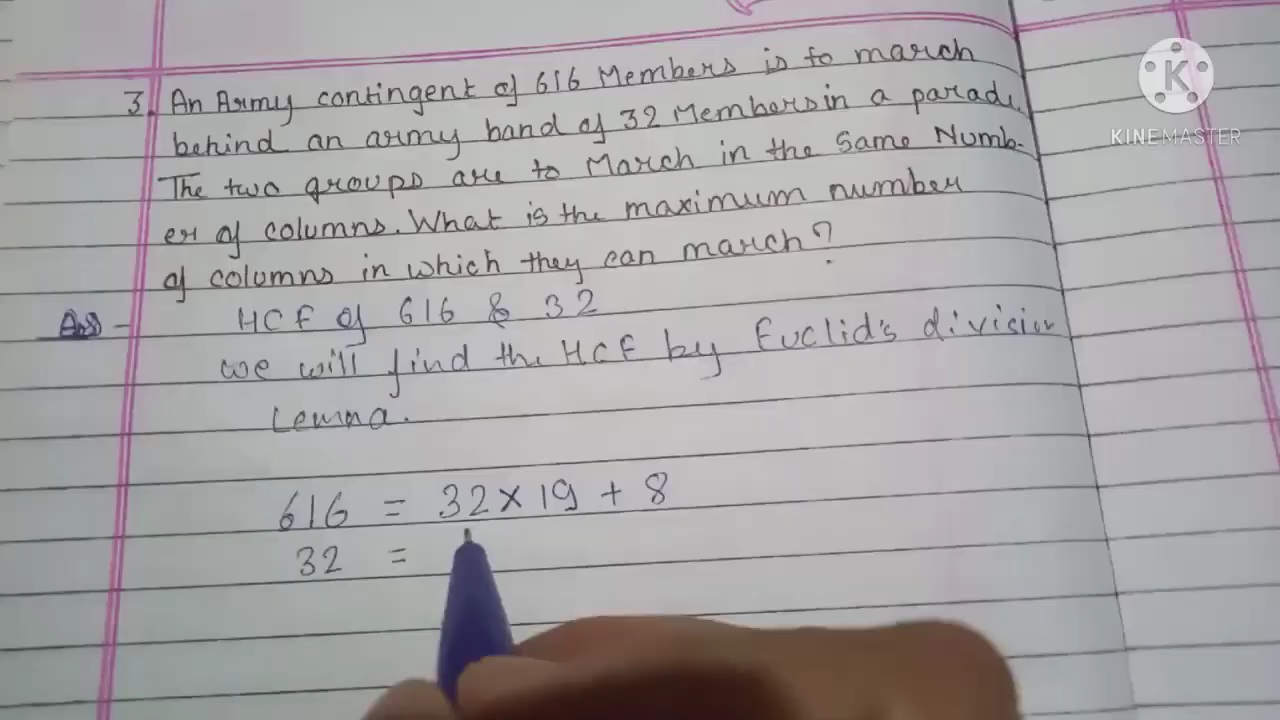 KINEMASTER
3. An Army contingent of 616 Members is to march
behind an army band of 32 Members in a parade.
The two groups are to March in the same Numb-
er of columns. What is the maximum number
of columns in which they can march?
Ans - HCF of 616 & 32
we will find the HCF by Euclid's division
Lemma.
616 = 32 × 19 + 8
32 =